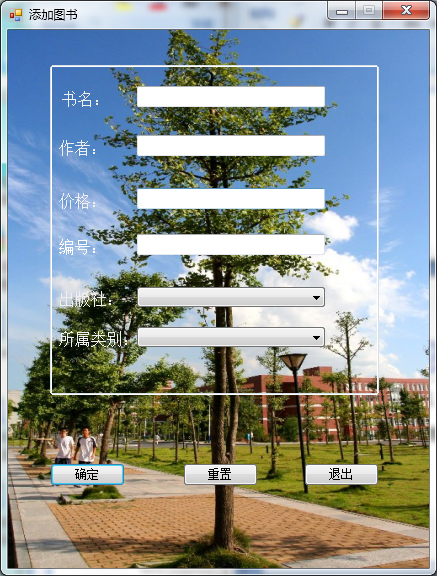 添加图书
书名：
作者：
价格：
编号：
出版社：
所属类别：
确定 重置 退出